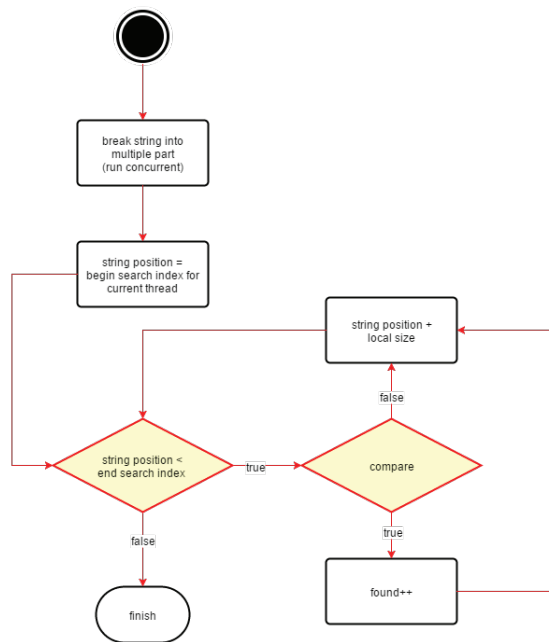 break string into
multiple part
(run concurrent)
string position =
begin search index for
current thread
string position +
local size
false
string position <
end search index
true
compare
false
true
finish
found++